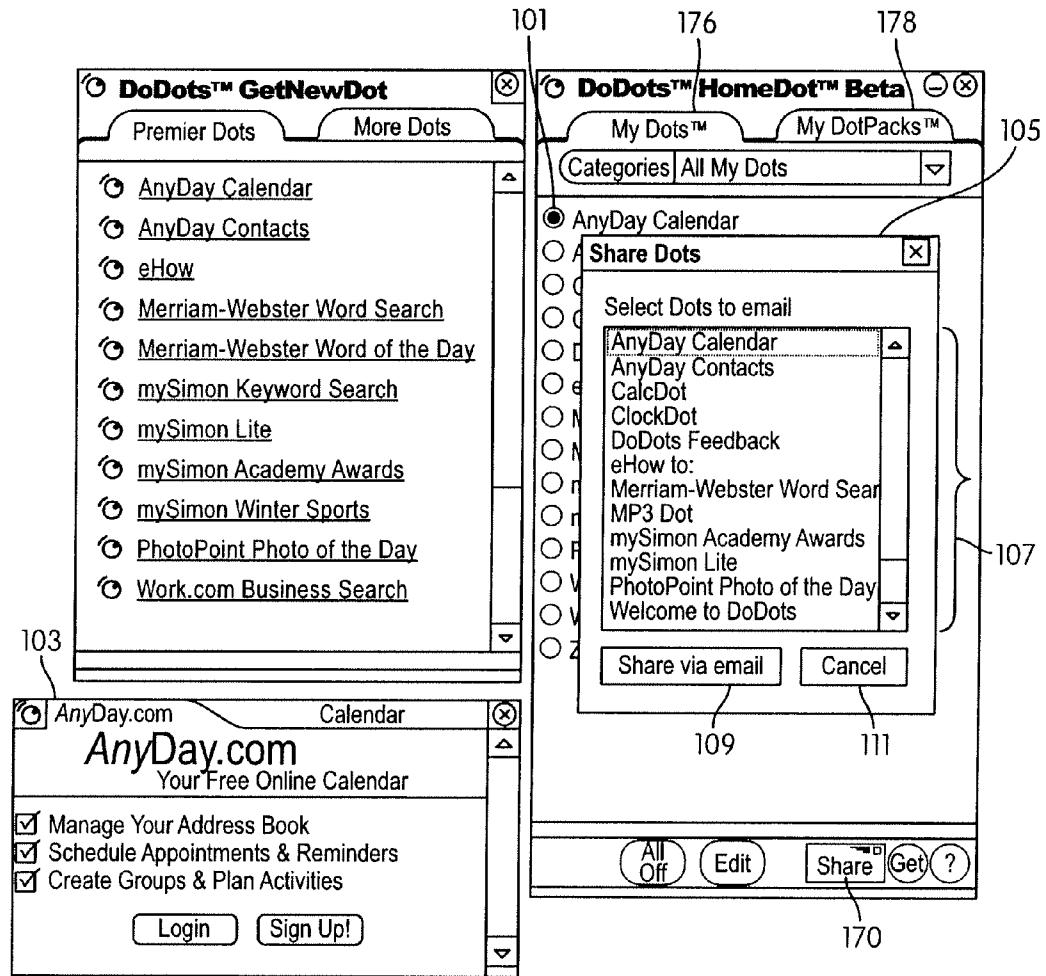 101
176
178
DoDots™ GetNewDot
Premier Dots
More Dots
AnyDay Calendar
AnyDay Contacts
eHow
Merriam-Webster Word Search
Merriam-Webster Word of the Day
mySimon Keyword Search
mySimon Lite
mySimon Academy Awards
mySimon Winter Sports
PhotoPoint Photo of the Day
Work.com Business Search
DoDots™ HomeDot™ Beta
My Dots™
My DotPacks™
105
Categories All My Dots
AnyDay Calendar
Share Dots
Select Dots to email
AnyDay Calendar
AnyDay Contacts
CalcDot
ClockDot
DoDots Feedback
eHow to:
Merriam-Webster Word Sear
MP3 Dot
mySimon Academy Awards
mySimon Lite
PhotoPoint Photo of the Day
Welcome to DoDots
107
Share via email
Cancel
109
111
All
Off
Edit
Share
Get
?
170
103
AnyDay.com
Calendar
AnyDay.com
Your Free Online Calendar
Manage Your Address Book
Schedule Appointments & Reminders
Create Groups & Plan Activities
Login
Sign Up!